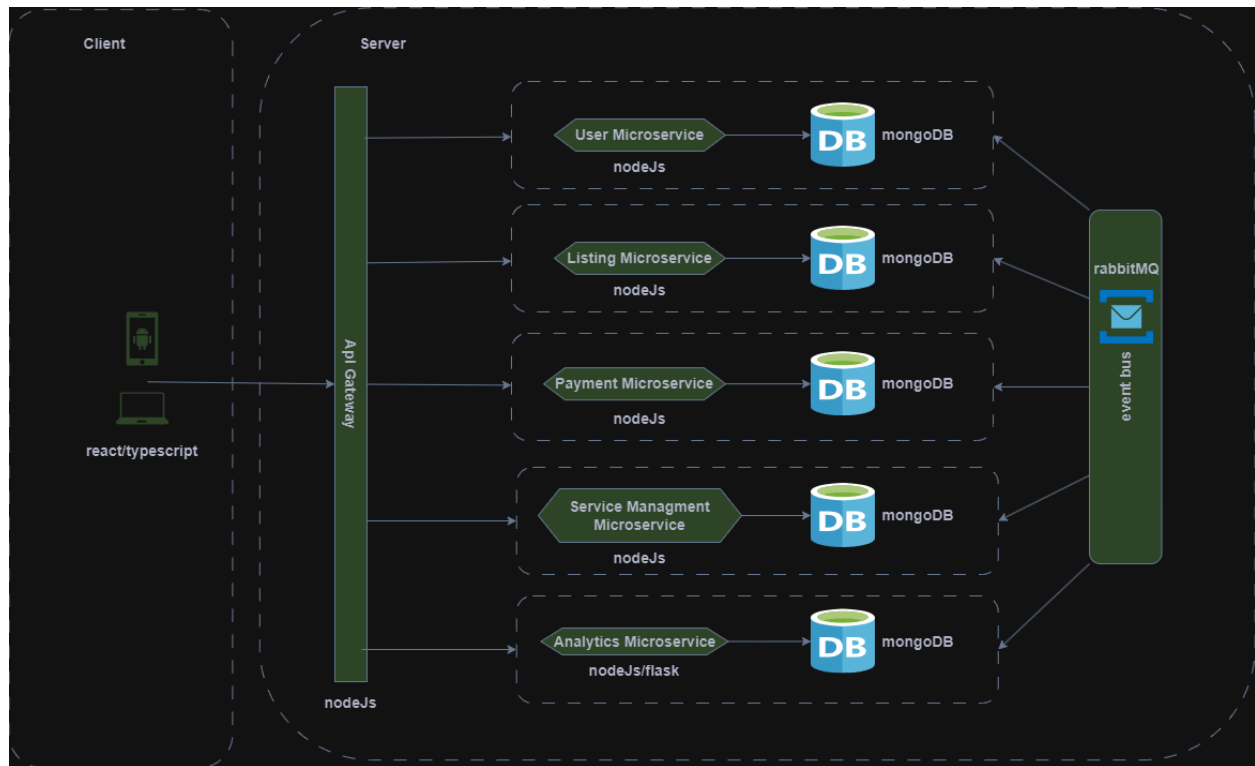 Client
Server
User Microservice
nodeJs
DB
mongoDB
Listing Microservice
nodeJs
DB
mongoDB
rabbitMQ
event bus
ApI Gateway
Payment Microservice
nodeJs
DB
mongoDB
react/typescript
Service Managment
Microservice
nodeJs
DB
mongoDB
Analytics Microservice
nodeJs/flask
DB
mongoDB
nodeJs